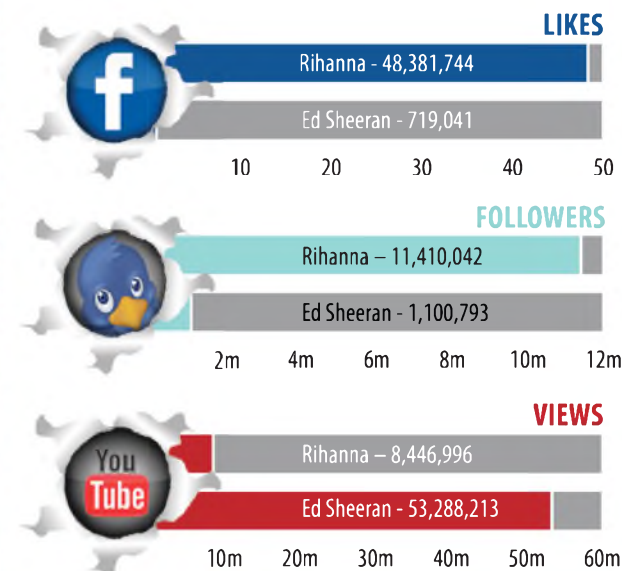 LIKES
f
Rihanna - 48,381,744
Ed Sheeran - 719,041
10 20 30 40 50
FOLLOWERS
Rihanna – 11,410,042
Ed Sheeran - 1,100,793
2m 4m 6m 8m 10m 12m
VIEWS
You
Tube
Rihanna – 8,446,996
Ed Sheeran - 53,288,213
10m 20m 30m 40m 50m 60m